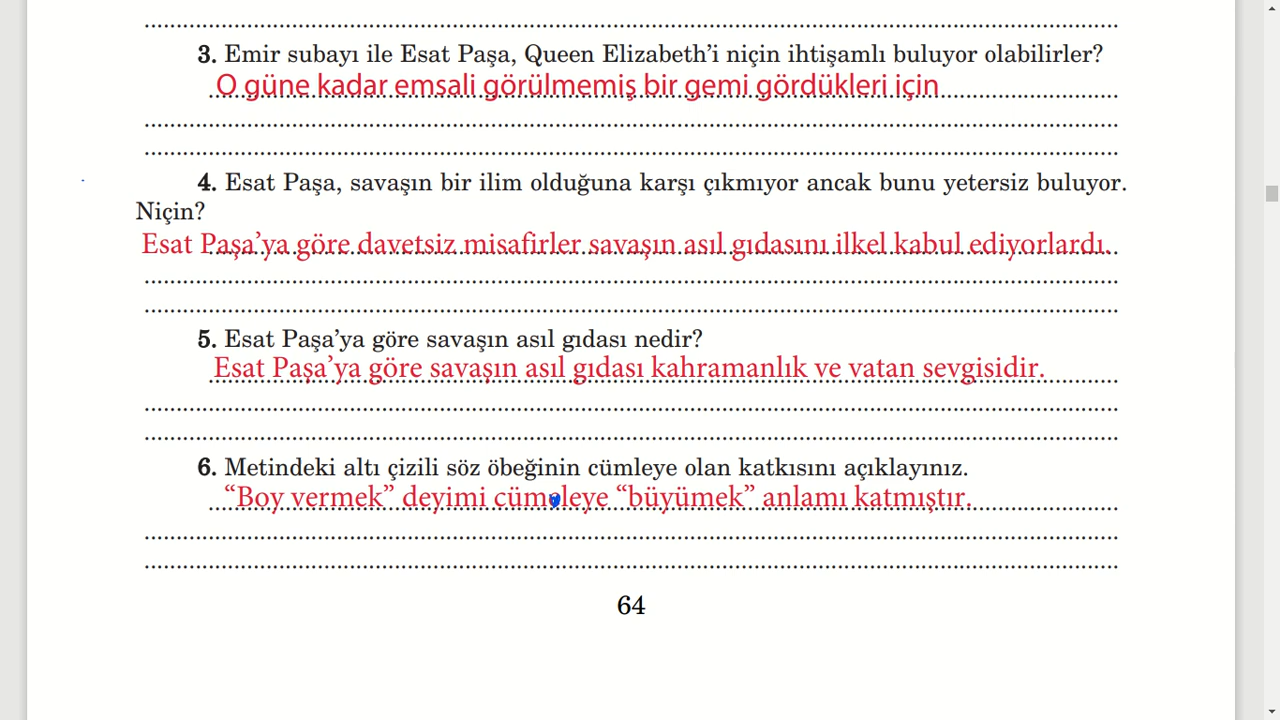 3. Emir subayı ile Esat Paşa, Queen Elizabeth’i niçin ihtişamlı buluyor olabilirler?
O güne kadar emsali görülmemiş bir gemi gördükleri için
4. Esat Paşa, savaşın bir ilim olduğuna karşı çıkmıyor ancak bunu yetersiz buluyor.
Niçin?
Esat Paşa’ya göre davetsiz misafirler savaşın asıl gıdasını ilkel kabul ediyorlardı.
5. Esat Paşa’ya göre savaşın asıl gıdası nedir?
Esat Paşa’ya göre savaşın asıl gıdası kahramanlık ve vatan sevgisidir.
6. Metindeki altı çizili söz öbeğinin cümleye olan katkısını açıklayınız.
“Boy vermek” deyimi cümleye “büyümek” anlamı katmıştır.
64